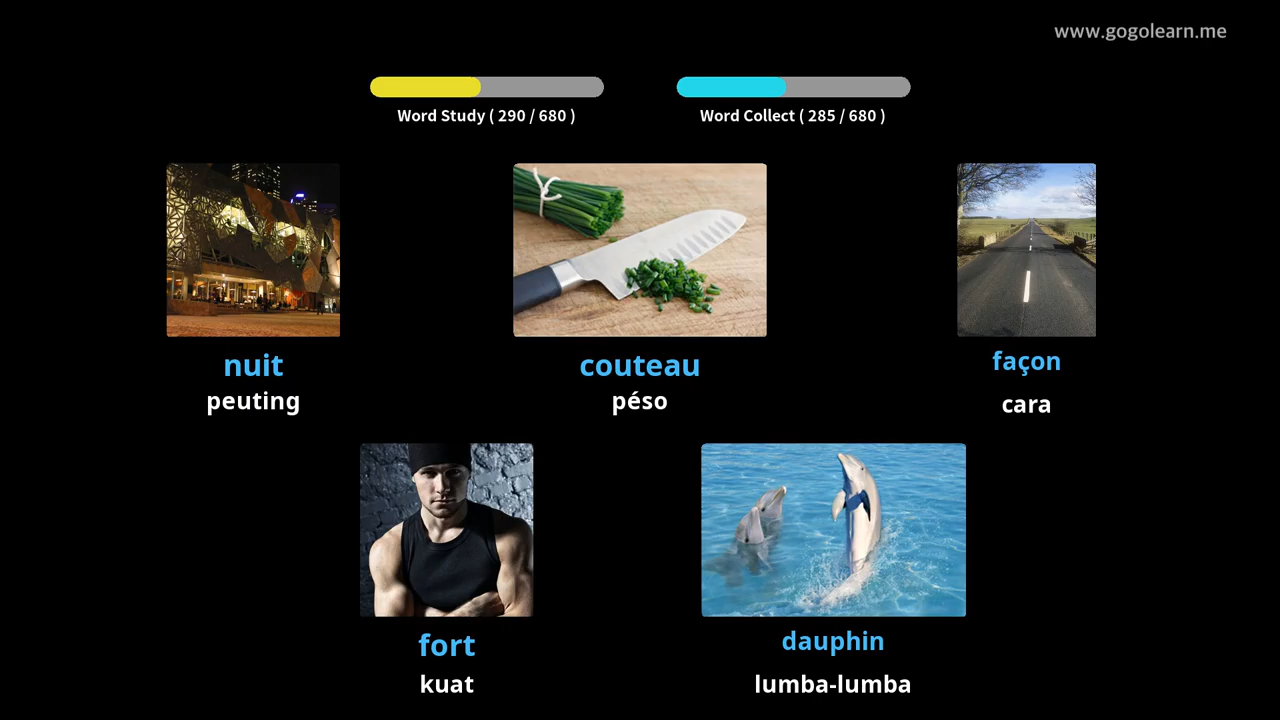 www.gogolearn.me
Word Study ( 290 / 680 )
Word Collect ( 285 / 680 )
nuit
peuting
couteau
péso
façon
cara
fort
kuat
dauphin
lumba-lumba